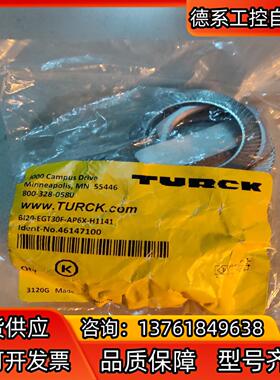 德系工控自
3000 Campus Drive
Minneapolis, MN 55446
800-328-0580
WWW.TURCK.com
TURCK
BI20-EGT30F-AP6X-H1141
Ident-No.46147100
Qty
K
3120G Made
货供应
咨询：13761849638
可开发票
品质保障
型号齐